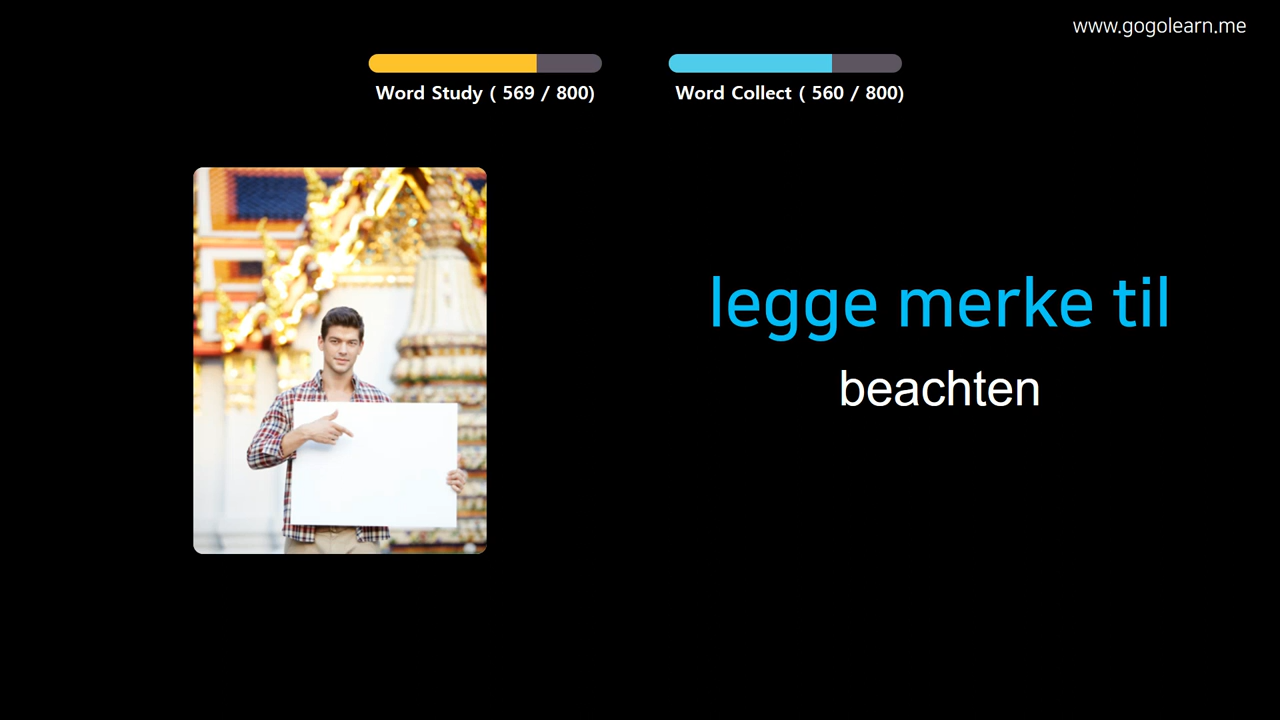 www.gogolearn.me
Word Study ( 569 / 800)
Word Collect ( 560 / 800)
legge merke til
beachten